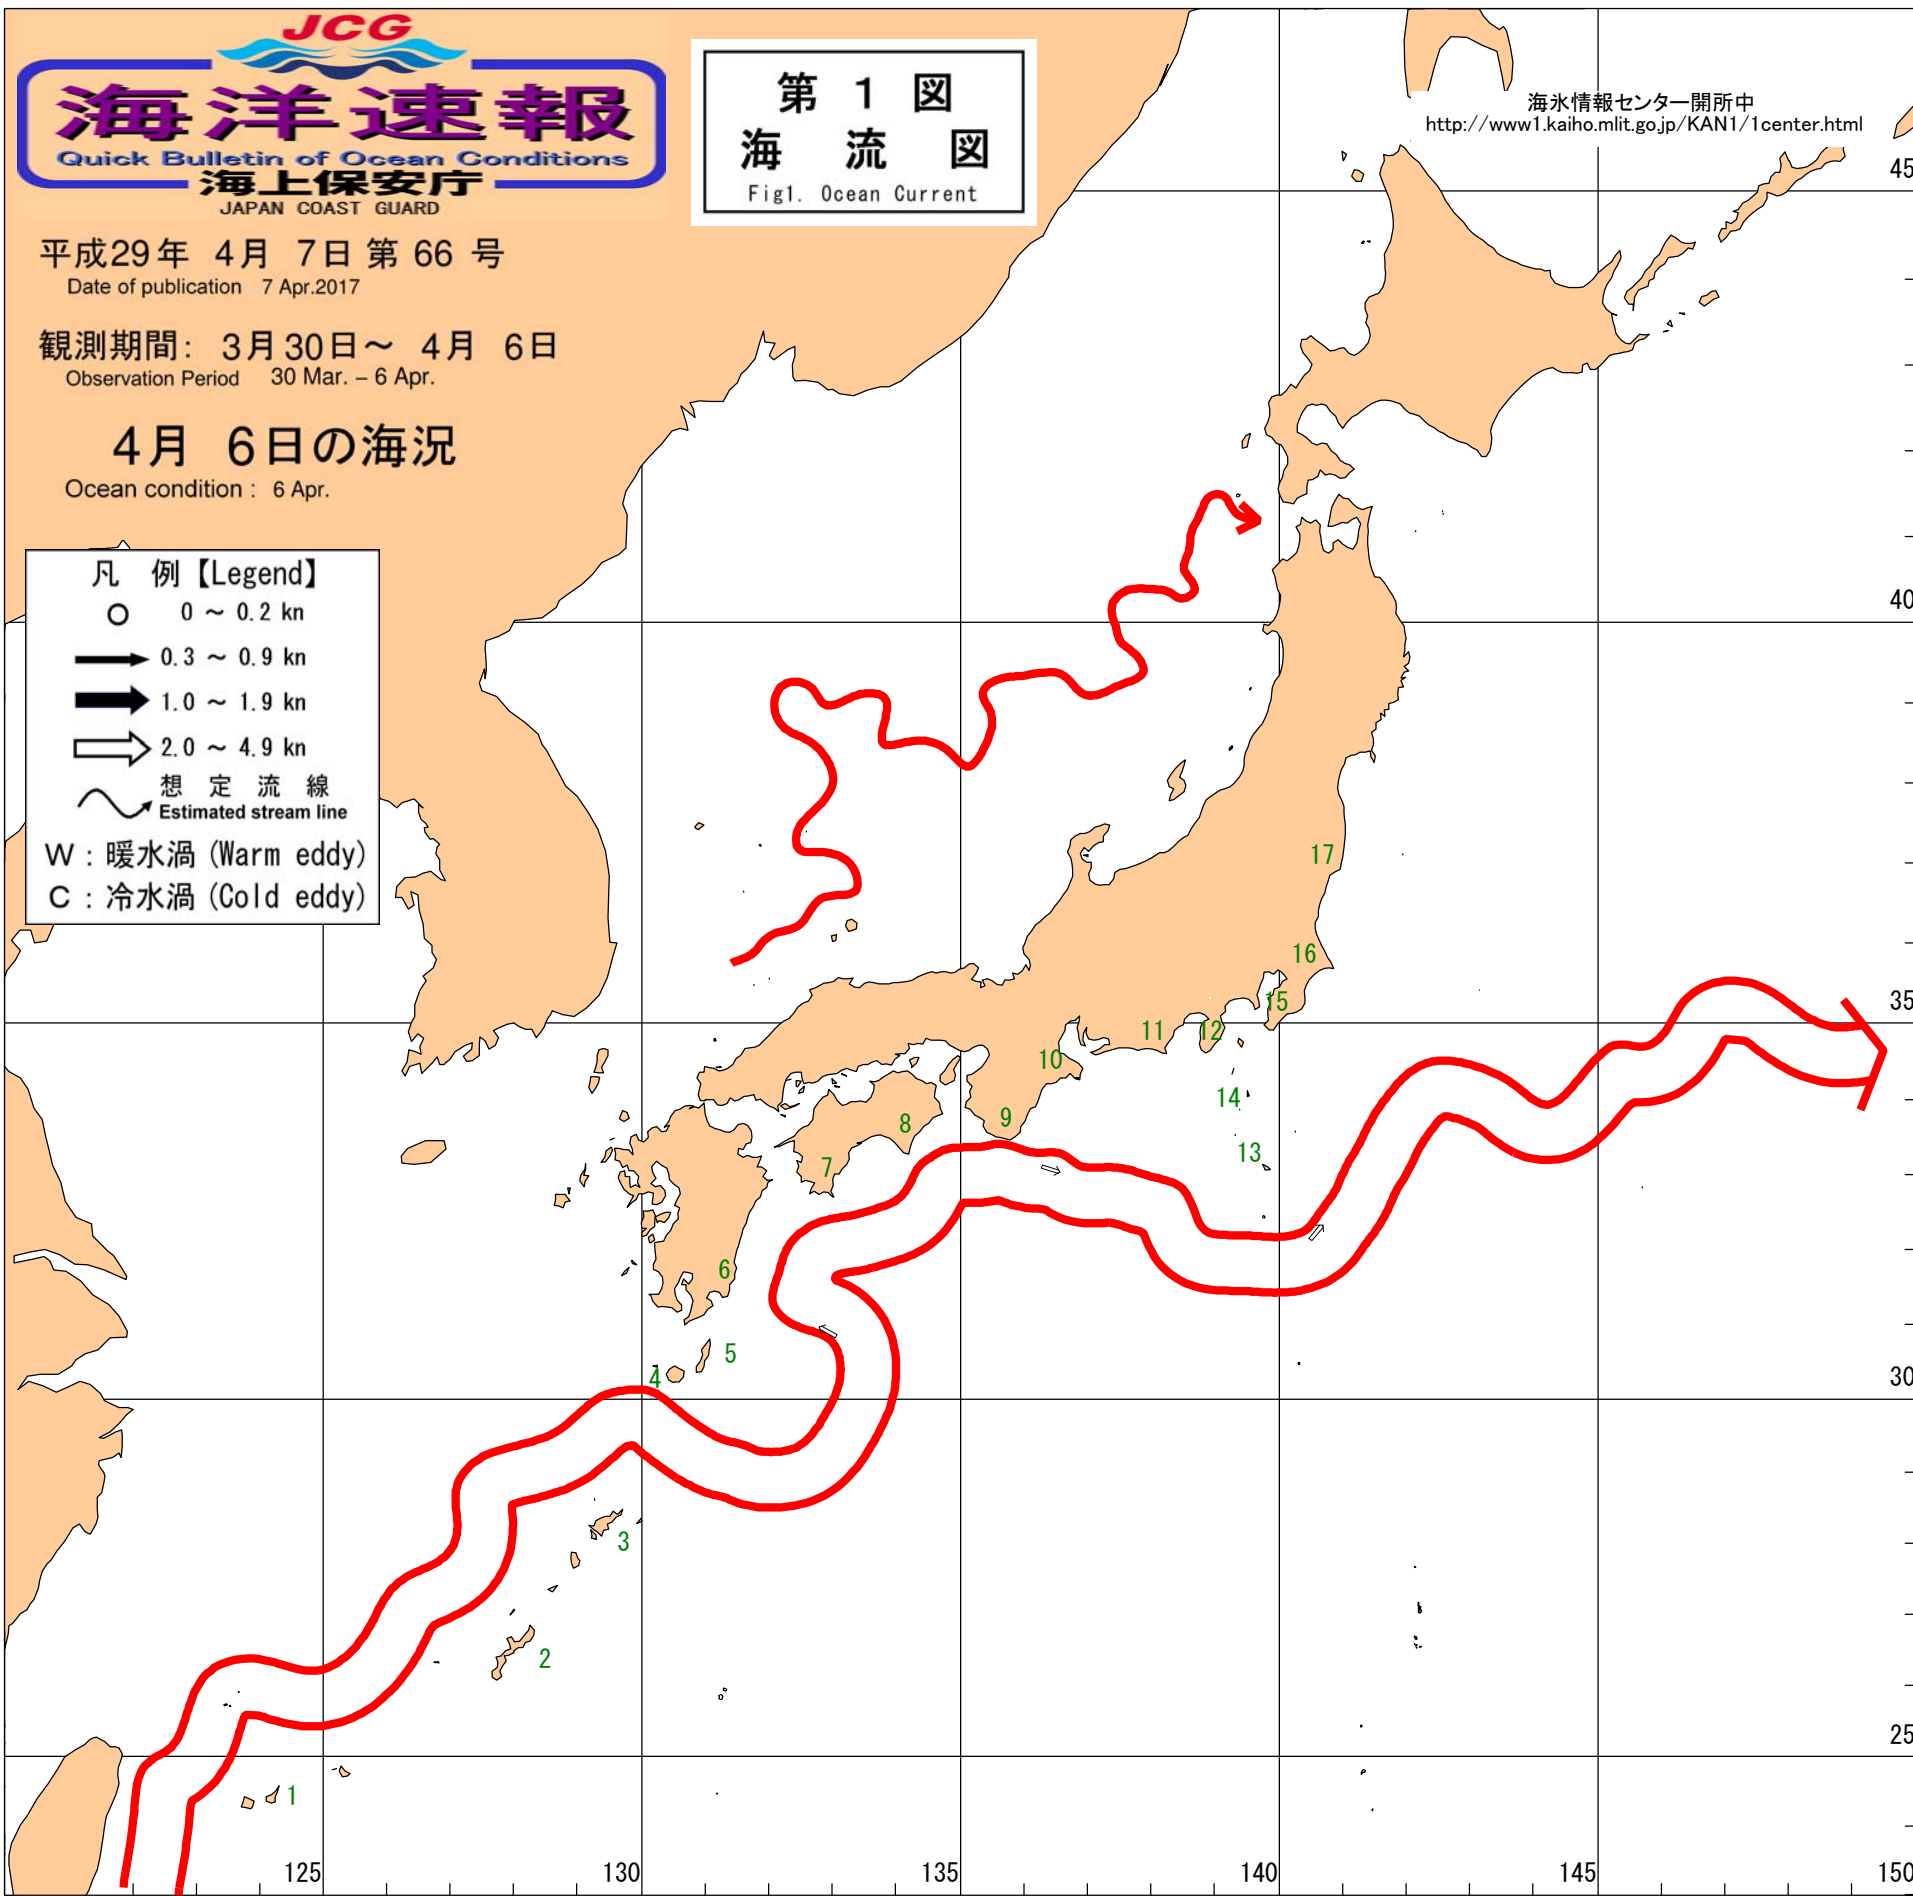 JCG
海洋速報
Quick Bulletin of Ocean Conditions
海上保安庁
JAPAN COAST GUARD
第 1 図
海 流 図
Fig1. Ocean Current
海氷情報センター開所中
http://www1.kaiho.mlit.go.jp/KAN1/1center.html
平成29年 4月 7日 第 66 号
Date of publication 7 Apr.2017
観測期間: 3月30日～ 4月 6日
Observation Period 30 Mar. – 6 Apr.
4月 6日の海況
Ocean condition : 6 Apr.
凡 例【Legend】
0 ～ 0.2 kn
0.3 ～ 0.9 kn
1.0 ～ 1.9 kn
2.0 ～ 4.9 kn
想 定 流 線
Estimated stream line
W : 暖水渦 (Warm eddy)
C : 冷水渦 (Cold eddy)
45
40
17
16
15
35
11
12
10
14
9
8
13
7
6
5
4
30
3
2
25
1
125
130
135
140
145
150